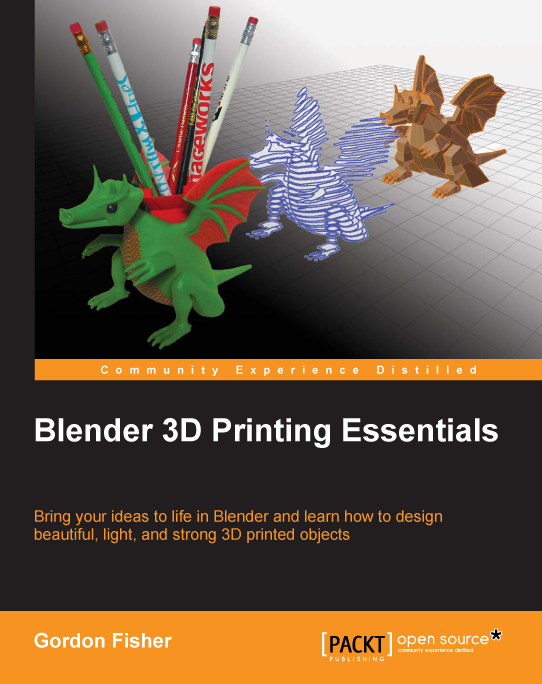 Community Experience Distilled
Blender 3D Printing Essentials
Bring your ideas to life in Blender and learn how to design
beautiful, light, and strong 3D printed objects
Gordon Fisher
[PACKT]
PUBLISHING
open source*
community experience distilled